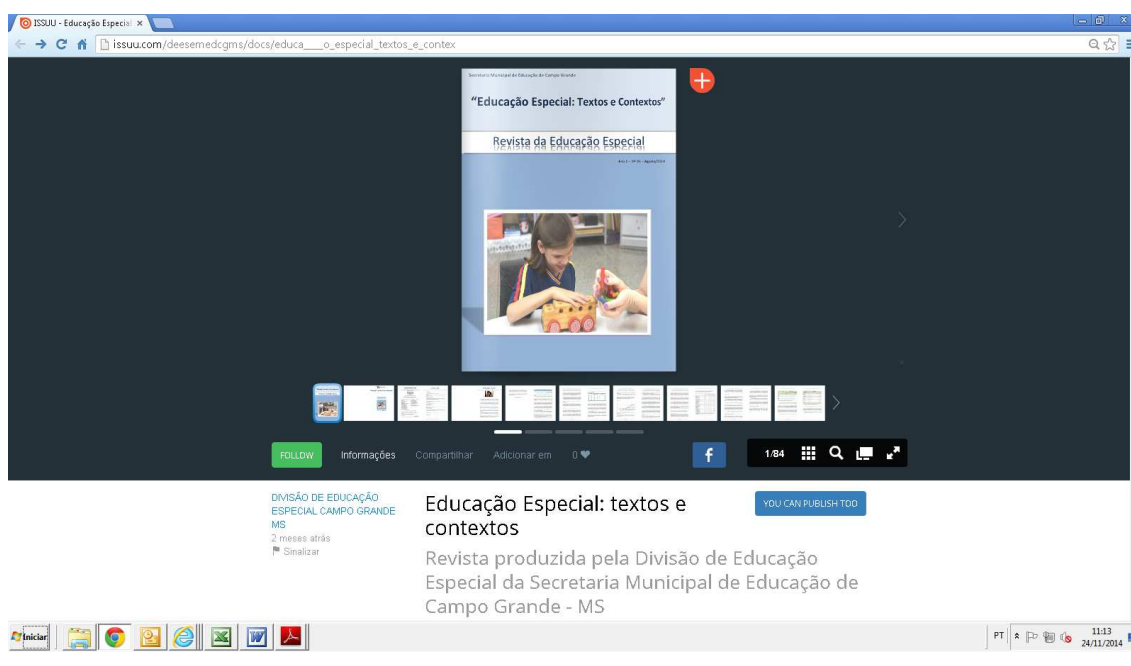 ISSUU - Educação Especial
issuu.com/deesemedcgms/docs/educa____o_especial_textos_e_contex
Secretaria Municipal de Educação de Campo Grande
"Educação Especial: Textos e Contextos"
Revista da Educação Especial
FOLLOW
Informações
Compartilhar
Adicionar em
0
f
1/84
DIVISÃO DE EDUCAÇÃO
ESPECIAL CAMPO GRANDE
MS
2 meses atrás
Sinalizar
Educação Especial: textos e
contextos
YOU CAN PUBLISH TOO
Revista produzida pela Divisão de Educação
Especial da Secretaria Municipal de Educação de
Campo Grande - MS
Iniciar
PT
11:13
24/11/2014